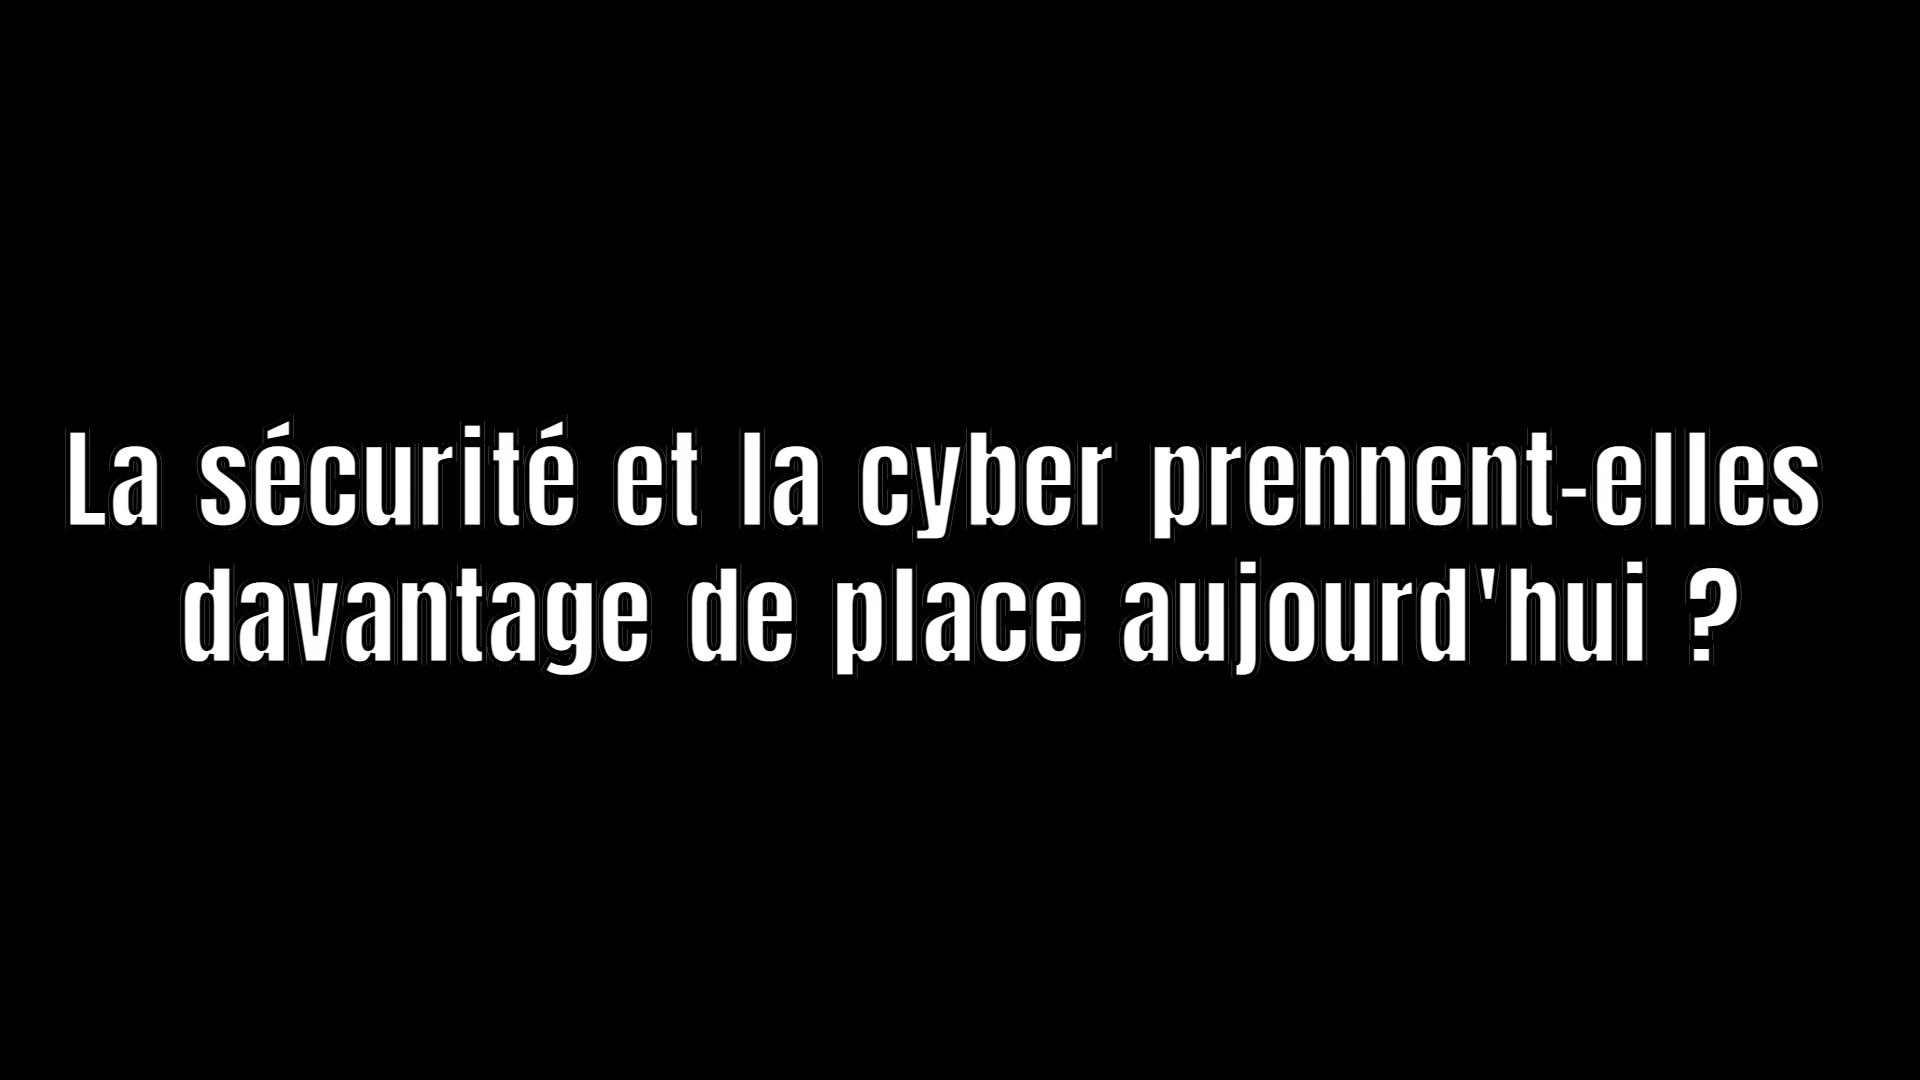 La sécurité et la cyber prennent-elles
davantage de place aujourd'hui ?